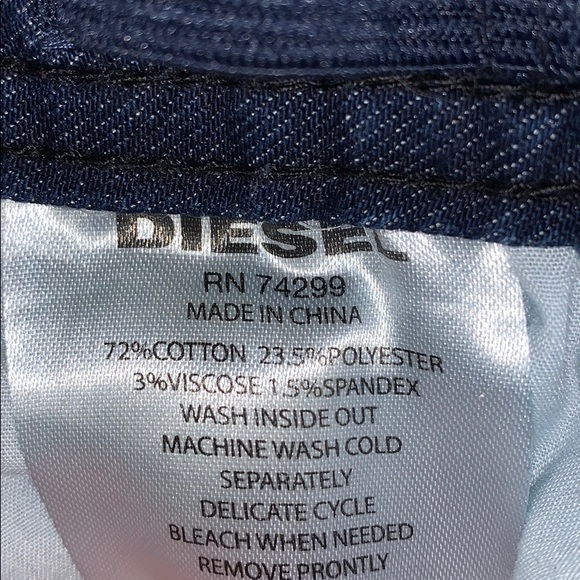 DIESEL
RN 74299
MADE IN CHINA
72%COTTON 23.5%POLYESTER
3%VISCOSE 1.5%SPANDEX
WASH INSIDE OUT
MACHINE WASH COLD
SEPARATELY
DELICATE CYCLE
BLEACH WHEN NEEDED
REMOVE PRONTLY